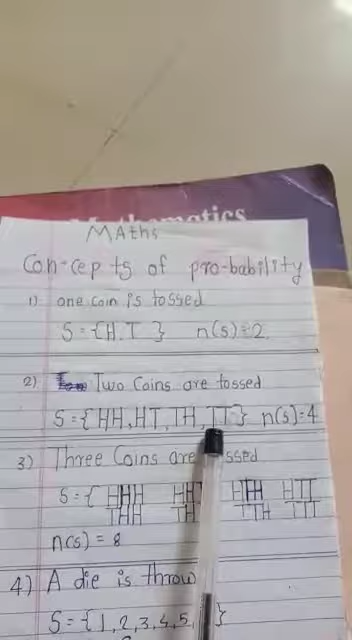 Mathematics
MAths
Con-cep ts of pro-bability
1) one coin is tossed
S = {H.T } n(s)=2
2) Two Coins are tossed
S = {HH, HT, TH, TT} n(s)=4
3) Three Coins are
S = { HHH HTH HTT
THH TTH TTT
n(s) = 8
4) A die is throw
S = {1,2,3,4,5, }